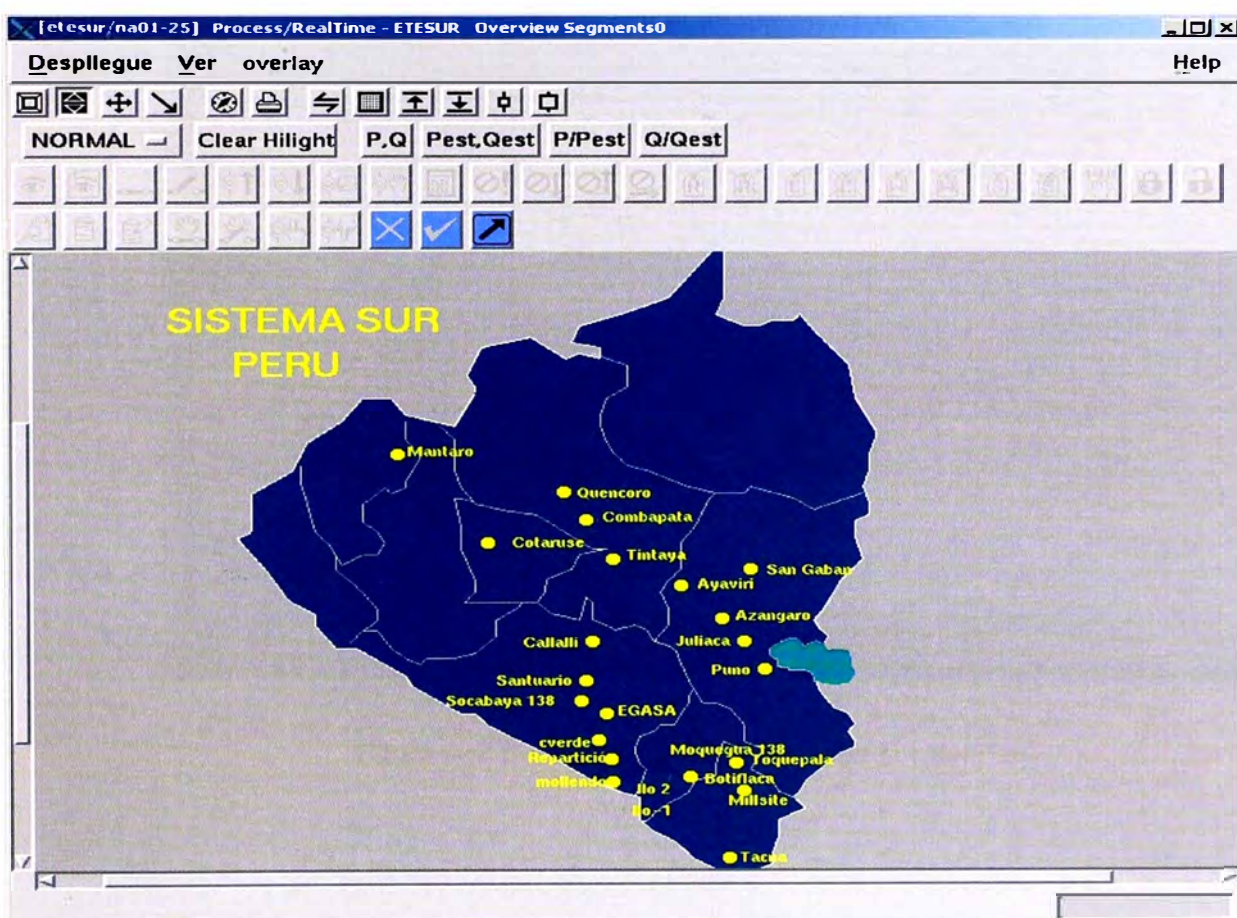 [etesur/na01-25] Process/RealTime - ETESUR Overview Segments0
Despliegue Ver overlay Help
NORMAL Clear Hilight P,Q Pest,Qest P/Pest Q/Qest
SISTEMA SUR
PERU
Mantaro
Quencoro
Combapata
Cotaruse
Tintaya
San Gaban
Ayaviri
Azangaro
Callalli
Juliaca
Puno
Santuario
Socabaya 138
EGASA
cverde
Moquegua 138
Repartició
Toquepala
Botiflaca
mollendo
Ilo 2
Millsite
Ilo-1
Tacna